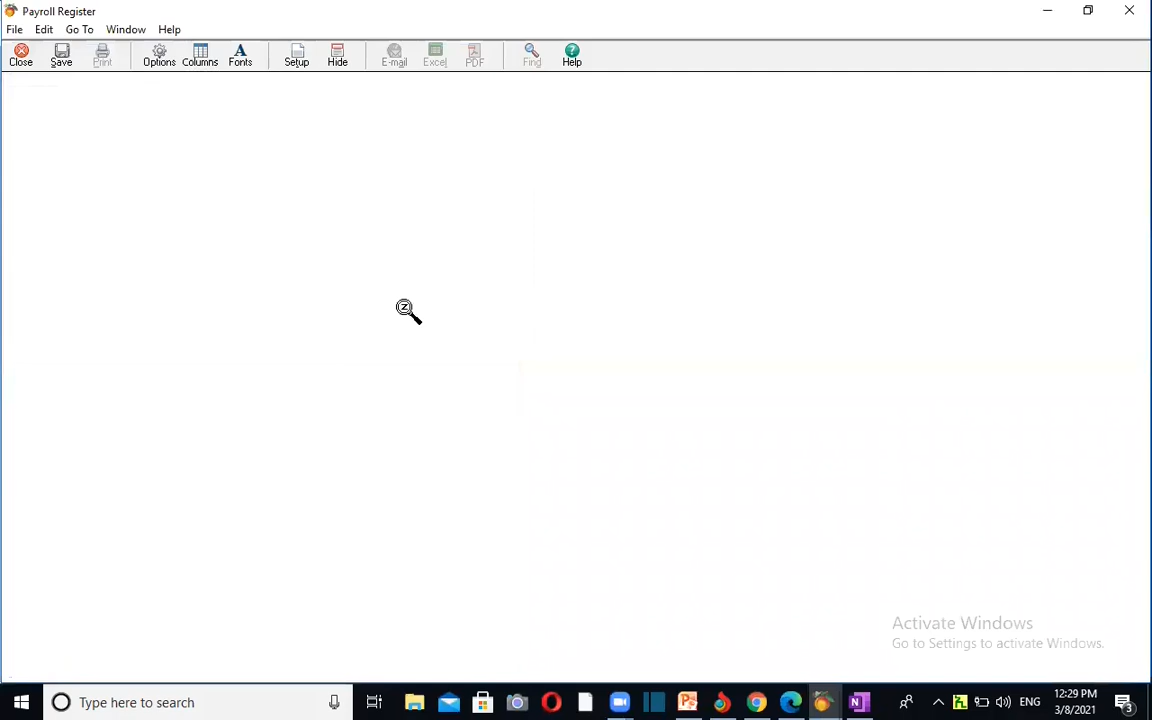 Payroll Register
File Edit Go To Window Help
Close Save Print Options Columns Fonts Setup Hide E-mail Excel PDF Find Help
Activate Windows
Go to Settings to activate Windows.
Type here to search
ENG
12:29 PM
3/8/2021
3